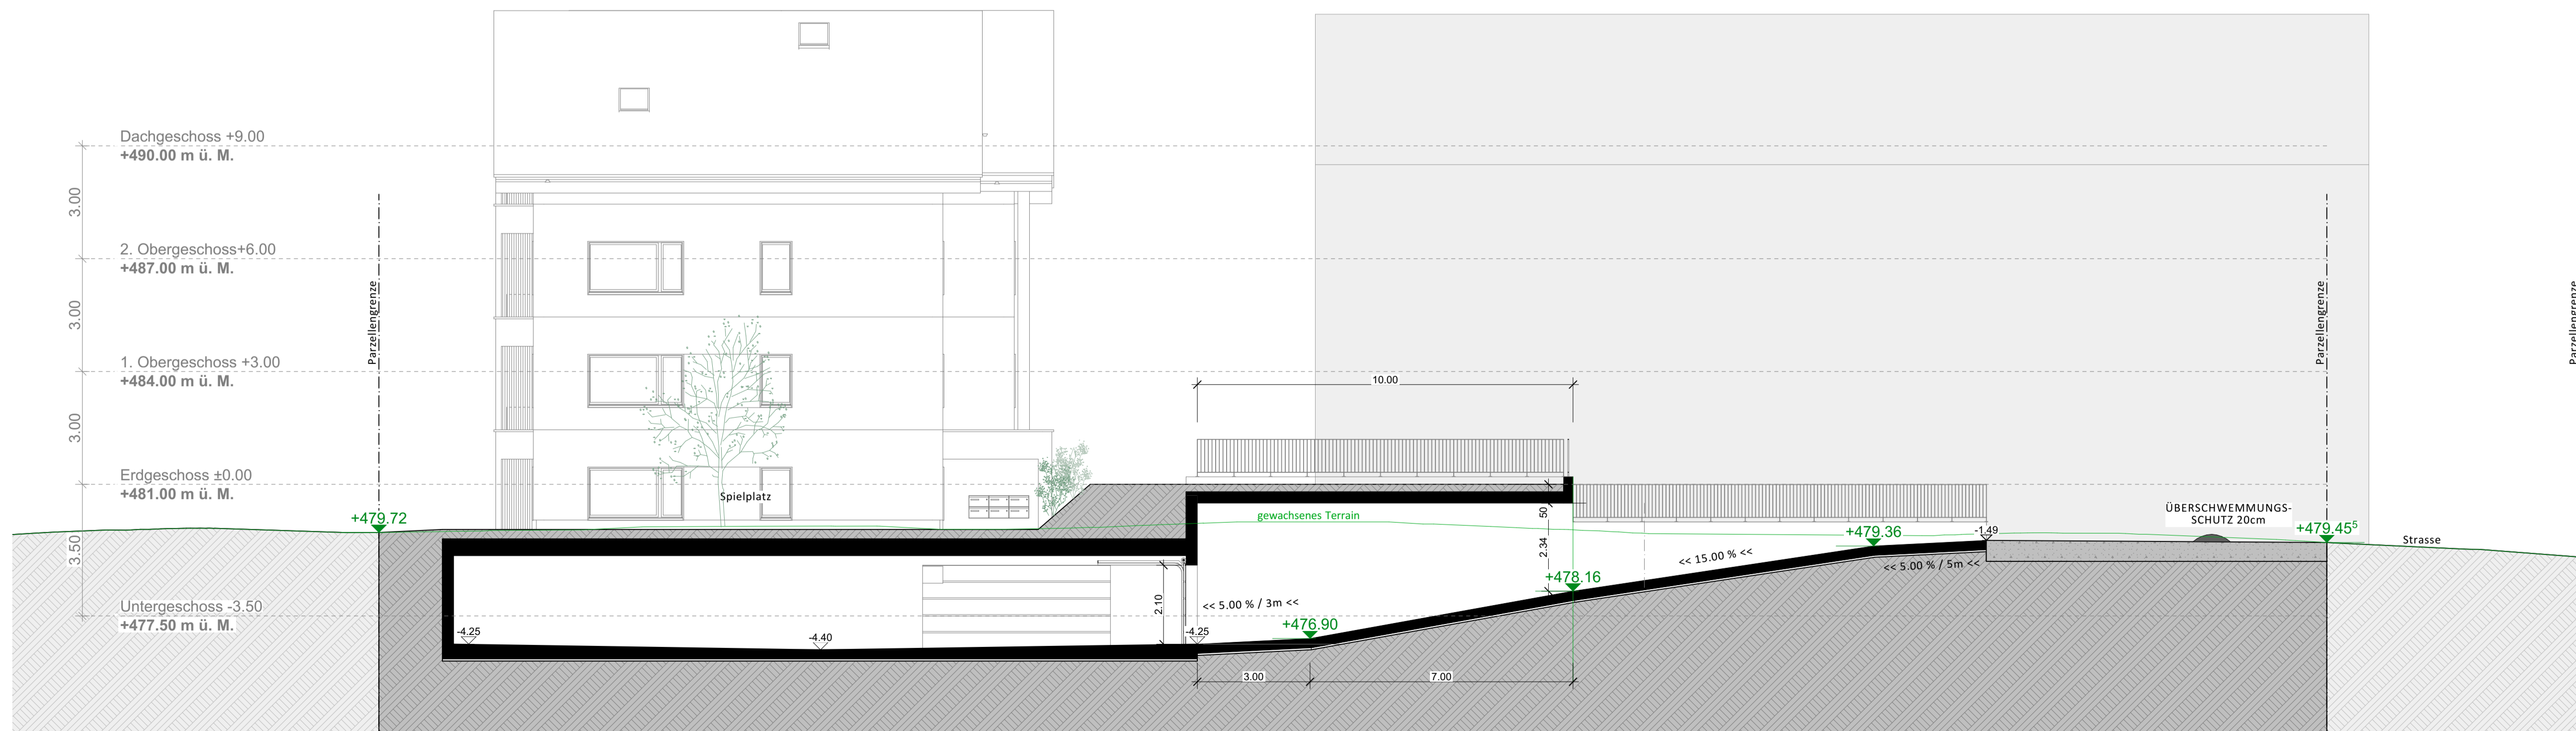 Dachgeschoss +9.00
+490.00 m ü. M.
3.00
2. Obergeschoss+6.00
+487.00 m ü. M.
Parzellengrenze
Parzellengrenze
Parzellengrenze
3.00
1. Obergeschoss +3.00
+484.00 m ü. M.
10.00
3.00
Erdgeschoss ±0.00
+481.00 m ü. M.
Spielplatz
+479.72
gewachsenes Terrain
50
2.34
ÜBERSCHWEMMUNGS-
SCHUTZ 20cm
+479.36
-1.49
+479.45⁵
Strasse
3.50
<< 15.00 % <<
<< 5.00 % / 5m <<
+478.16
Untergeschoss -3.50
+477.50 m ü. M.
2.10
<< 5.00 % / 3m <<
+476.90
-4.25
-4.40
-4.25
3.00
7.00